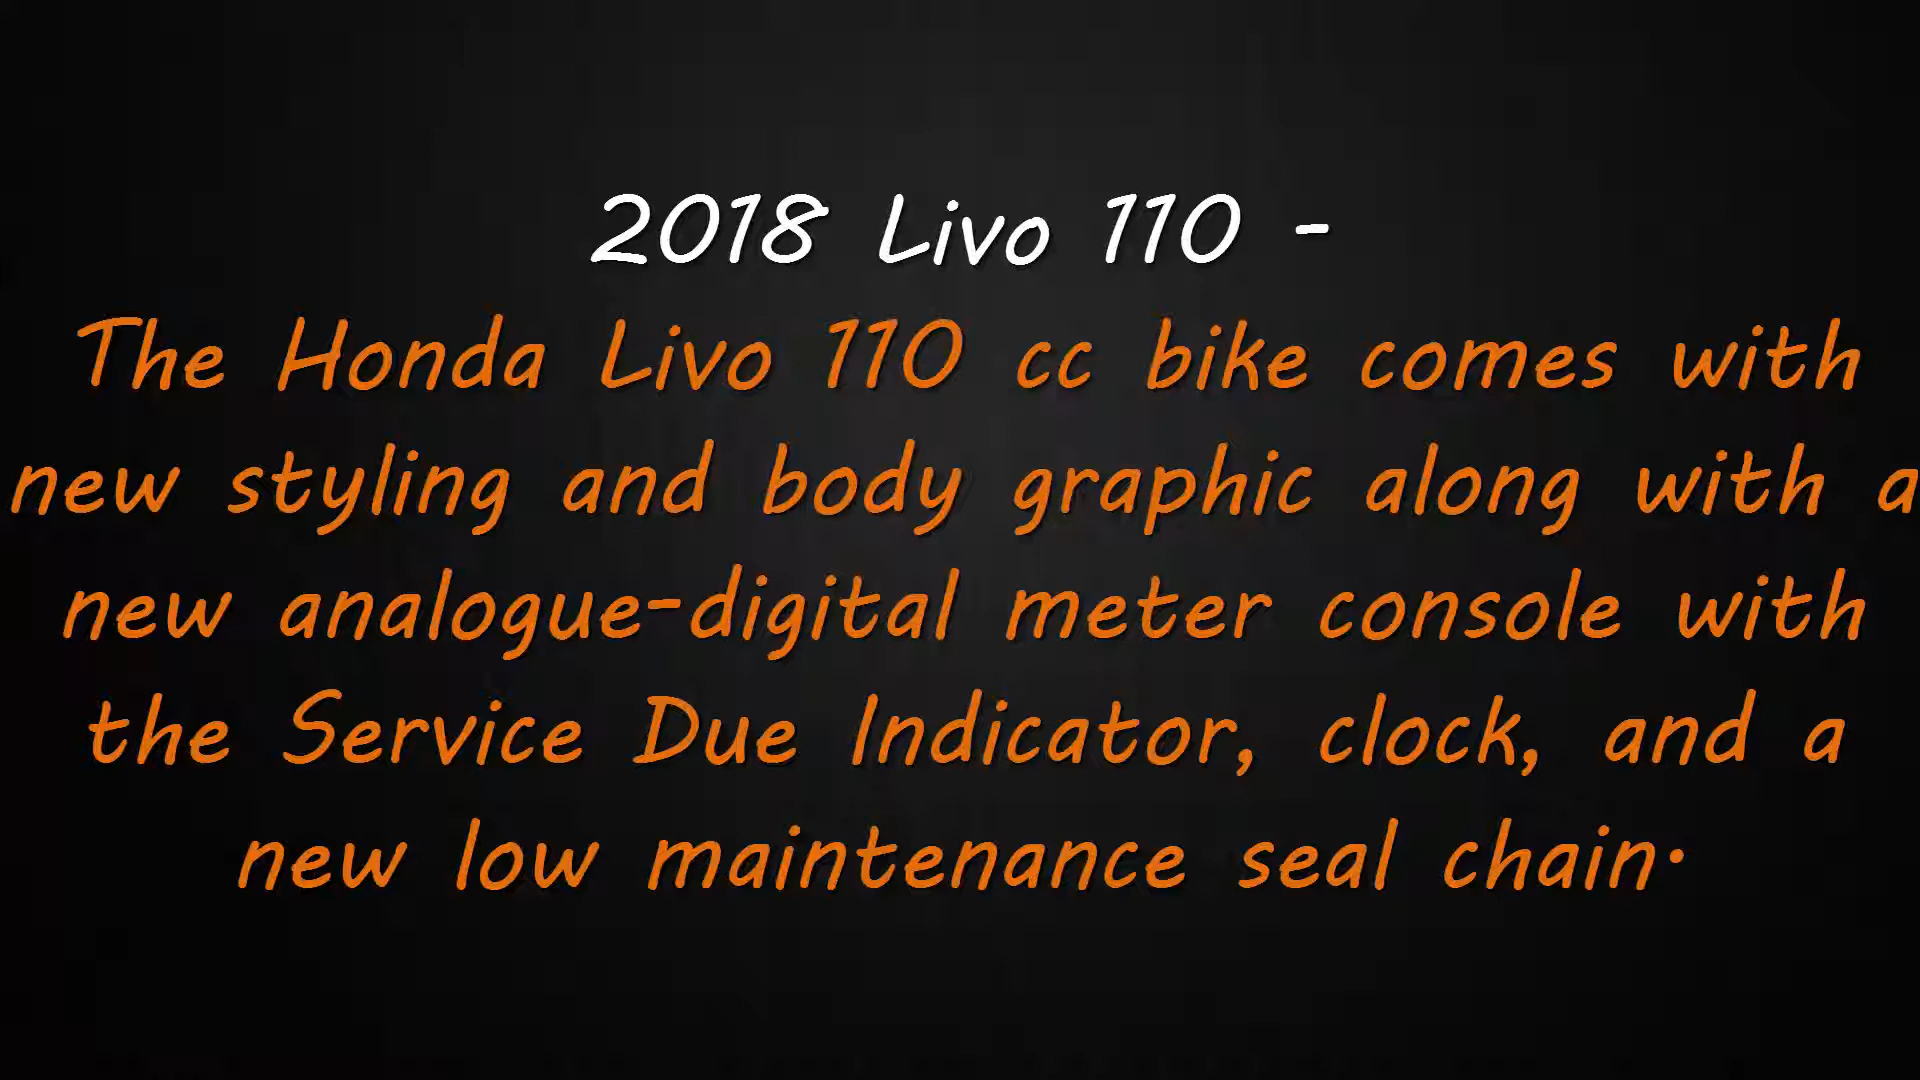 2018 Livo 110 -
The Honda Livo 110 cc bike comes with
new styling and body graphic along with a
new analogue-digital meter console with
the Service Due Indicator, clock, and a
new low maintenance seal chain.